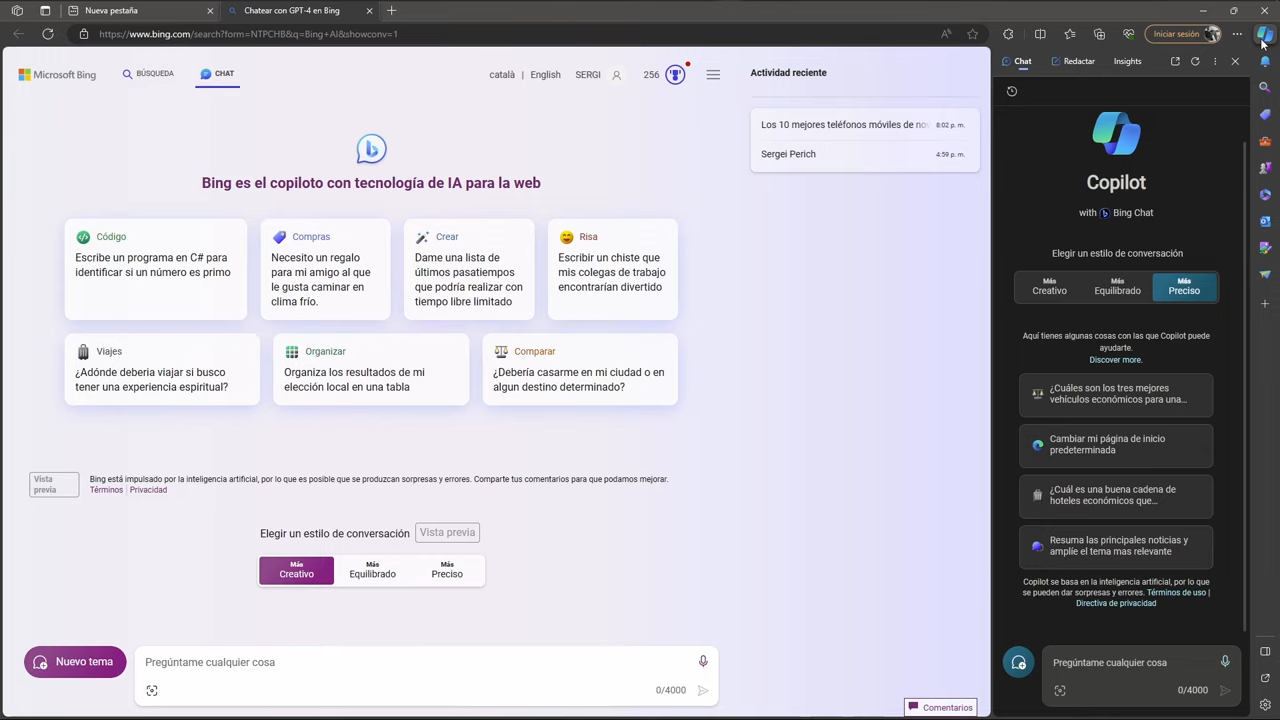 Nueva pestaña
Chatear con GPT-4 en Bing
https://www.bing.com/search?form=NTPCHB&q=Bing+AI&showconv=1
Iniciar sesión
Microsoft Bing
BÚSQUEDA
CHAT
català | English
SERGI
256
Actividad reciente
Los 10 mejores teléfonos móviles de nov
8:02 p. m.
Sergei Perich
4:59 p. m.
Bing es el copiloto con tecnología de IA para la web
Código
Escribe un programa en C# para
identificar si un número es primo
Compras
Necesito un regalo
para mi amigo al que
le gusta caminar en
clima frío.
Crear
Dame una lista de
últimos pasatiempos
que podría realizar con
tiempo libre limitado
Risa
Escribir un chiste que
mis colegas de trabajo
encontrarían divertido
Viajes
¿Adónde deberia viajar si busco
tener una experiencia espiritual?
Organizar
Organiza los resultados de mi
elección local en una tabla
Comparar
¿Debería casarme en mi ciudad o en
algun destino determinado?
Vista
previa
Bing está impulsado por la inteligencia artificial, por lo que es posible que se produzcan sorpresas y errores. Comparte tus comentarios para que podamos mejorar.
Términos | Privacidad
Elegir un estilo de conversación
Vista previa
Más
Creativo
Más
Equilibrado
Más
Preciso
Nuevo tema
Pregúntame cualquier cosa
0/4000
Comentarios
Chat
Redactar
Insights
Copilot
with Bing Chat
Elegir un estilo de conversación
Más
Creativo
Más
Equilibrado
Más
Preciso
Aquí tienes algunas cosas con las que Copilot puede
ayudarte.
Discover more.
¿Cuáles son los tres mejores
vehículos económicos para una...
Cambiar mi página de inicio
predeterminada
¿Cuál es una buena cadena de
hoteles económicos que...
Resuma las principales noticias y
amplíe el tema mas relevante
Copilot se basa en la inteligencia artificial, por lo que
se pueden dar sorpresas y errores. Términos de uso |
Directiva de privacidad
Pregúntame cualquier cosa
0/4000